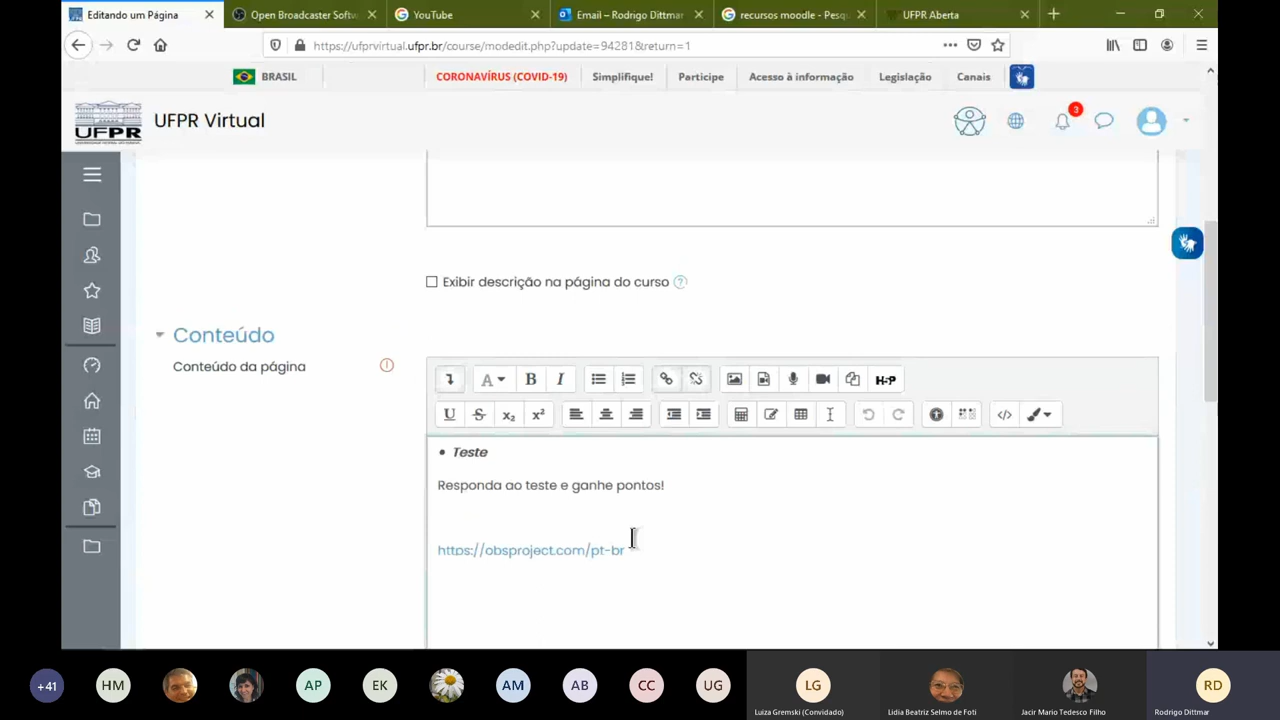 Editando um Página
Open Broadcaster Softw
YouTube
Email – Rodrigo Dittmar
recursos moodle - Pesqu
UFPR Aberta
https://ufprvirtual.ufpr.br/course/modedit.php?update=94281&return=1
BRASIL
CORONAVÍRUS (COVID-19)
Simplifique!
Participe
Acesso à informação
Legislação
Canais
UFPR
UFPR Virtual
3
Exibir descrição na página do curso
Conteúdo
Conteúdo da página
A
B
I
H-P
U
S
x₂
x²
</>
• Teste
Responda ao teste e ganhe pontos!
https://obsproject.com/pt-br
+41
HM
AP
EK
AM
AB
CC
UG
LG
RD
Luiza Gremski (Convidado)
Lidia Beatriz Selmo de Foti
Jacir Mario Tedesco Filho
Rodrigo Dittmar